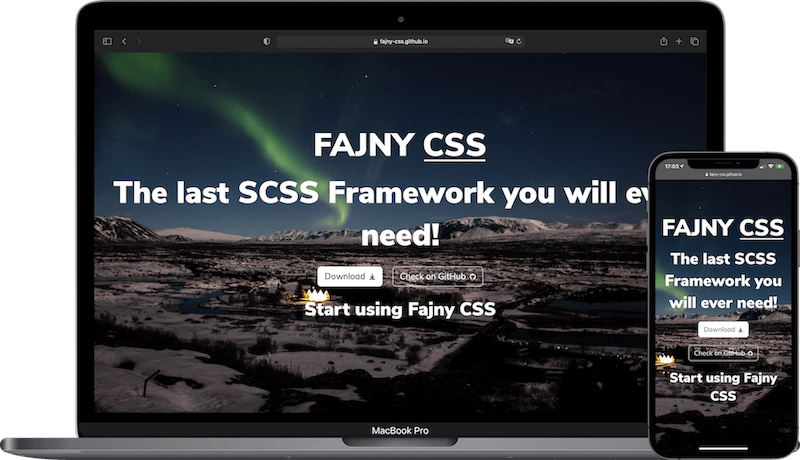 fajny-css.github.io
FAJNY CSS
The last SCSS Framework you will ev
need!
Download
Check on GitHub
Start using Fajny CSS
MacBook Pro
17:03
fajny-css.github.io
FAJNY CSS
The last SCSS
Framework you
will ever need!
Download
Check on GitHub
Start using Fajny
CSS